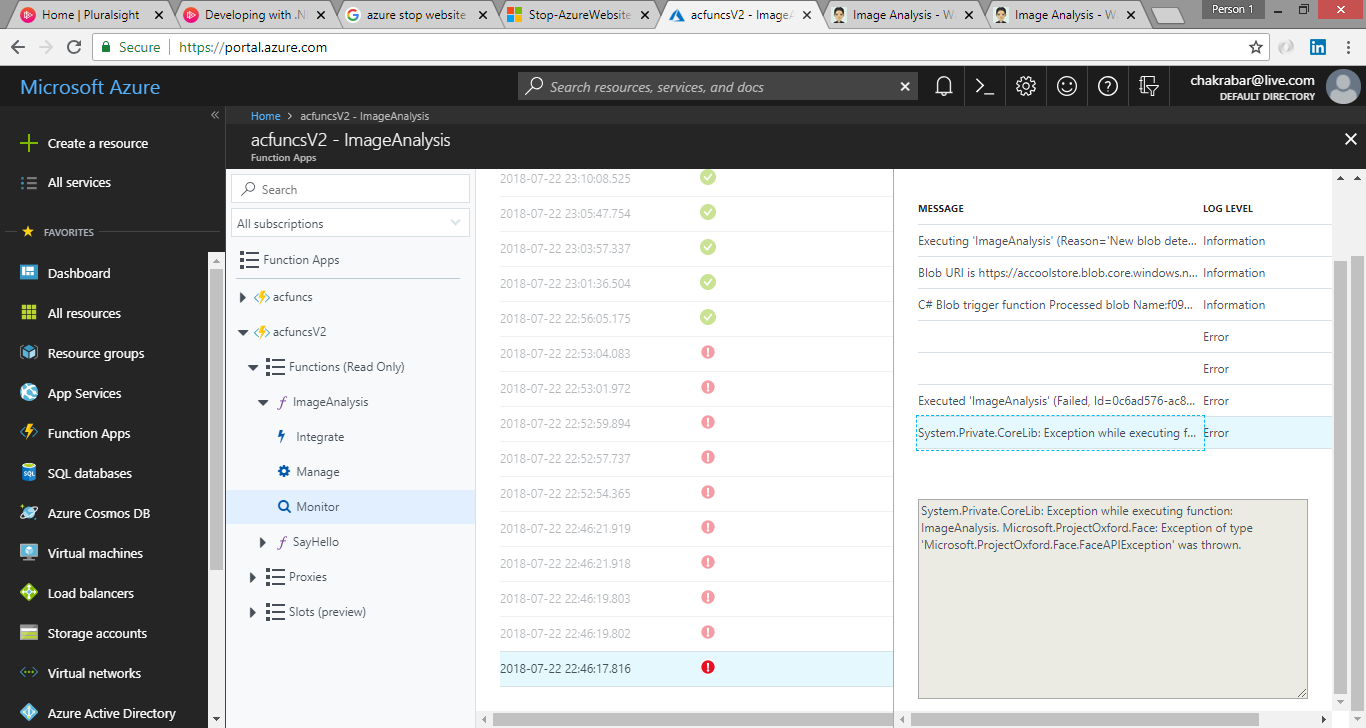 Home | Pluralsight
Developing with .N
azure stop website
Stop-AzureWebsite
acfuncsV2 - ImageA
Image Analysis - W
Image Analysis - W
Person 1
Secure
https://portal.azure.com
Microsoft Azure
Search resources, services, and docs
chakrabar@live.com
DEFAULT DIRECTORY
Create a resource
All services
FAVORITES
Dashboard
All resources
Resource groups
App Services
Function Apps
SQL databases
Azure Cosmos DB
Virtual machines
Load balancers
Storage accounts
Virtual networks
Azure Active Directory
Home > acfuncsV2 - ImageAnalysis
acfuncsV2 - ImageAnalysis
Function Apps
Search
All subscriptions
Function Apps
acfuncs
acfuncsV2
Functions (Read Only)
ImageAnalysis
Integrate
Manage
Monitor
SayHello
Proxies
Slots (preview)
2018-07-22 23:10:08.525
2018-07-22 23:05:47.754
2018-07-22 23:03:57.337
2018-07-22 23:01:36.504
2018-07-22 22:56:05.175
2018-07-22 22:53:04.083
2018-07-22 22:53:01.972
2018-07-22 22:52:59.894
2018-07-22 22:52:57.737
2018-07-22 22:52:54.365
2018-07-22 22:46:21.919
2018-07-22 22:46:21.918
2018-07-22 22:46:19.803
2018-07-22 22:46:19.802
2018-07-22 22:46:17.816
MESSAGE LOG LEVEL
Executing 'ImageAnalysis' (Reason='New blob dete... Information
Blob URI is https://accoolstore.blob.core.windows.n... Information
C# Blob trigger function Processed blob Name:f09... Information
Error
Error
Executed 'ImageAnalysis' (Failed, Id=0c6ad576-ac8... Error
System.Private.CoreLib: Exception while executing f... Error
System.Private.CoreLib: Exception while executing function:
ImageAnalysis. Microsoft.ProjectOxford.Face: Exception of type
'Microsoft.ProjectOxford.Face.FaceAPIException' was thrown.